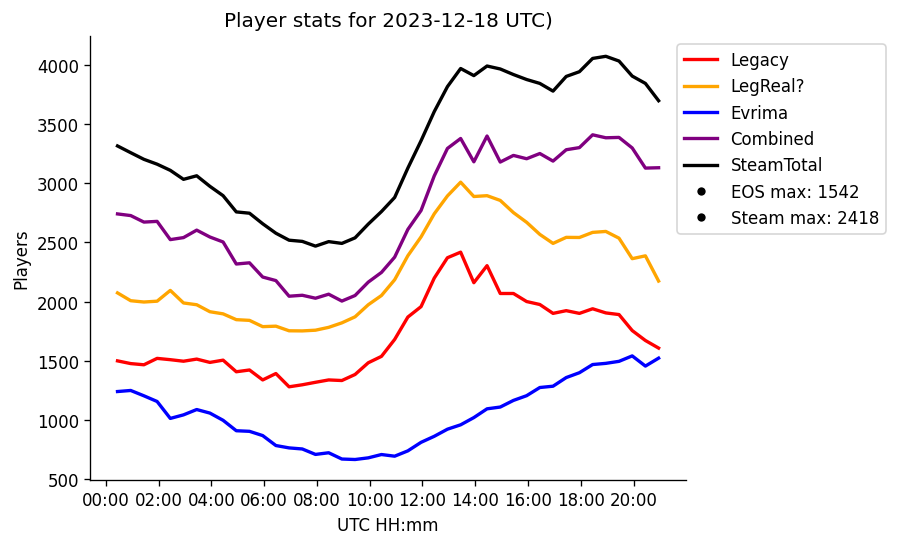 Player stats for 2023-12-18 UTC)
4000
3500
3000
2500
2000
1500
1000
500
Players
00:00 02:00 04:00 06:00 08:00 10:00 12:00 14:00 16:00 18:00 20:00
UTC HH:mm
Legacy
LegReal?
Evrima
Combined
SteamTotal
EOS max: 1542
Steam max: 2418